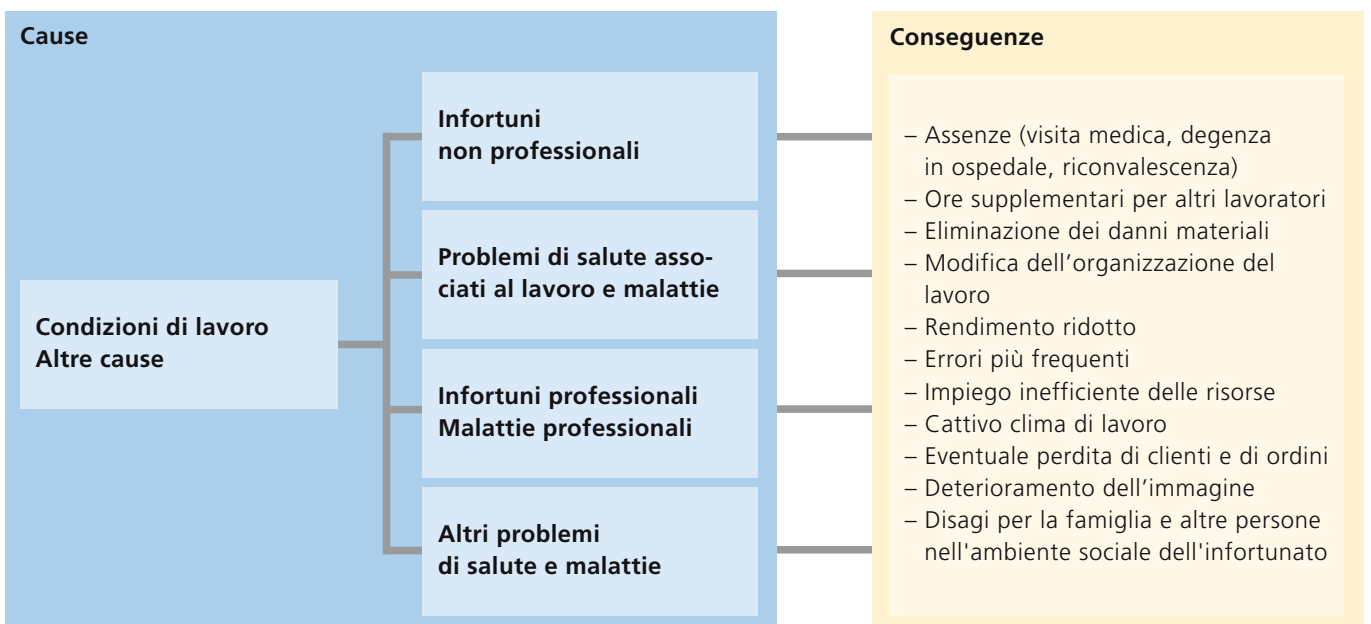 Cause
Condizioni di lavoro
Altre cause
Infortuni
non professionali
Problemi di salute asso-
ciati al lavoro e malattie
Infortuni professionali
Malattie professionali
Altri problemi
di salute e malattie
Conseguenze
– Assenze (visita medica, degenza
in ospedale, riconvalescenza)
– Ore supplementari per altri lavoratori
– Eliminazione dei danni materiali
– Modifica dell’organizzazione del
lavoro
– Rendimento ridotto
– Errori più frequenti
– Impiego inefficiente delle risorse
– Cattivo clima di lavoro
– Eventuale perdita di clienti e di ordini
– Deterioramento dell’immagine
– Disagi per la famiglia e altre persone
nell'ambiente sociale dell'infortunato